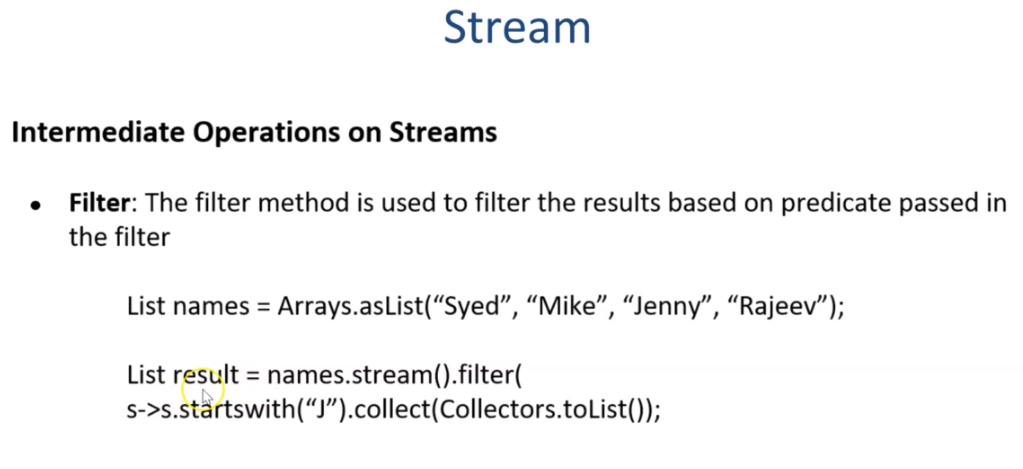 Stream
Intermediate Operations on Streams
• Filter: The filter method is used to filter the results based on predicate passed in
the filter
List names = Arrays.asList(“Syed”, “Mike”, “Jenny”, “Rajeev”);
List result = names.stream().filter(
s->s.startswith(“J”).collect(Collectors.toList());